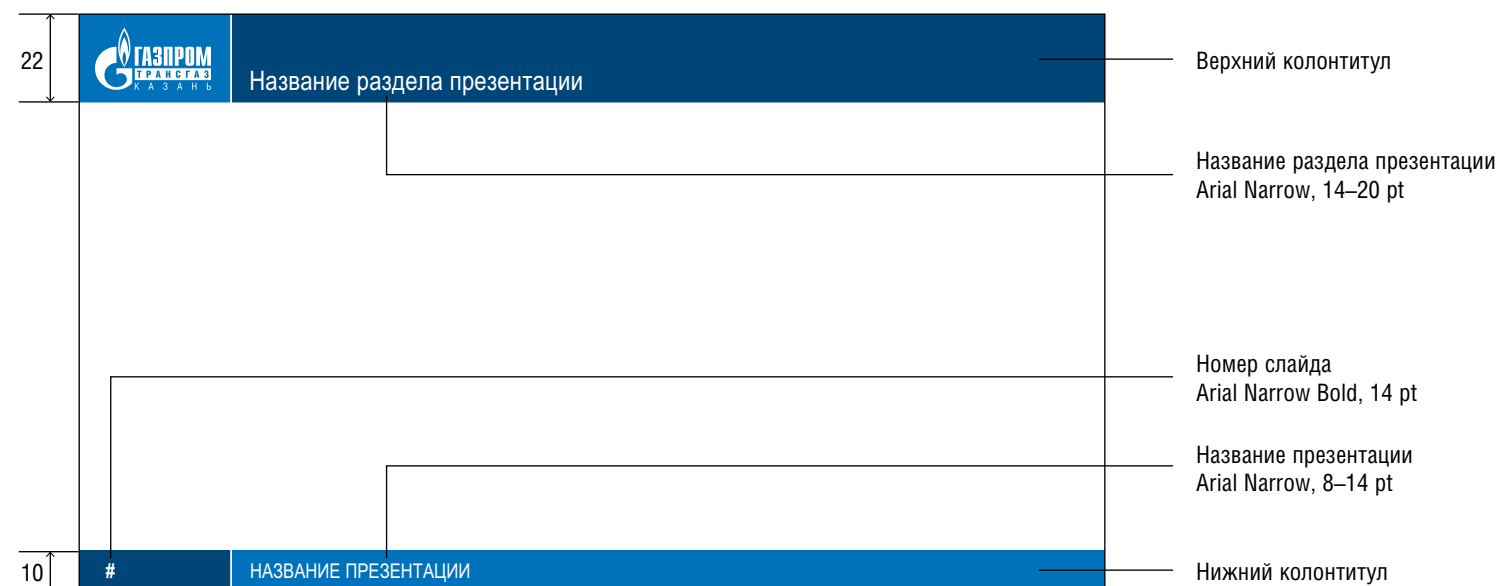 22
ГАЗПРОМ
ТРАНСГАЗ
КАЗАНЬ
Название раздела презентации
Верхний колонтитул
Название раздела презентации
Arial Narrow, 14–20 pt
Номер слайда
Arial Narrow Bold, 14 pt
Название презентации
Arial Narrow, 8–14 pt
10
#
НАЗВАНИЕ ПРЕЗЕНТАЦИИ
Нижний колонтитул